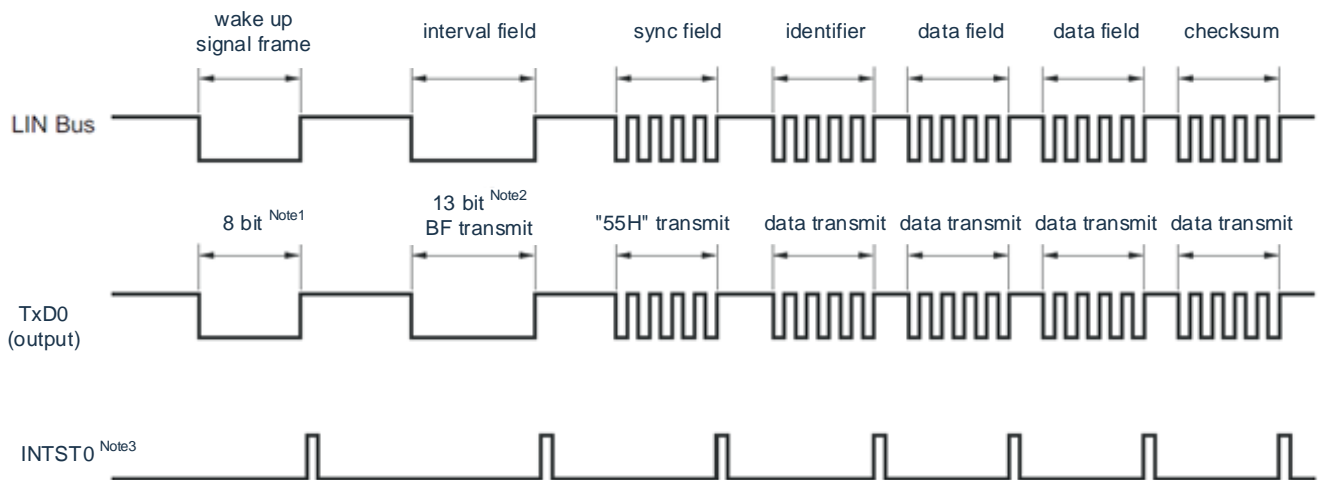 wake up
signal frame
interval field
sync field
identifier
data field
data field
checksum
LIN Bus
8 bit Note1
13 bit Note2
BF transmit
"55H" transmit
data transmit
data transmit
data transmit
data transmit
TxD0
(output)
INTST0 Note3